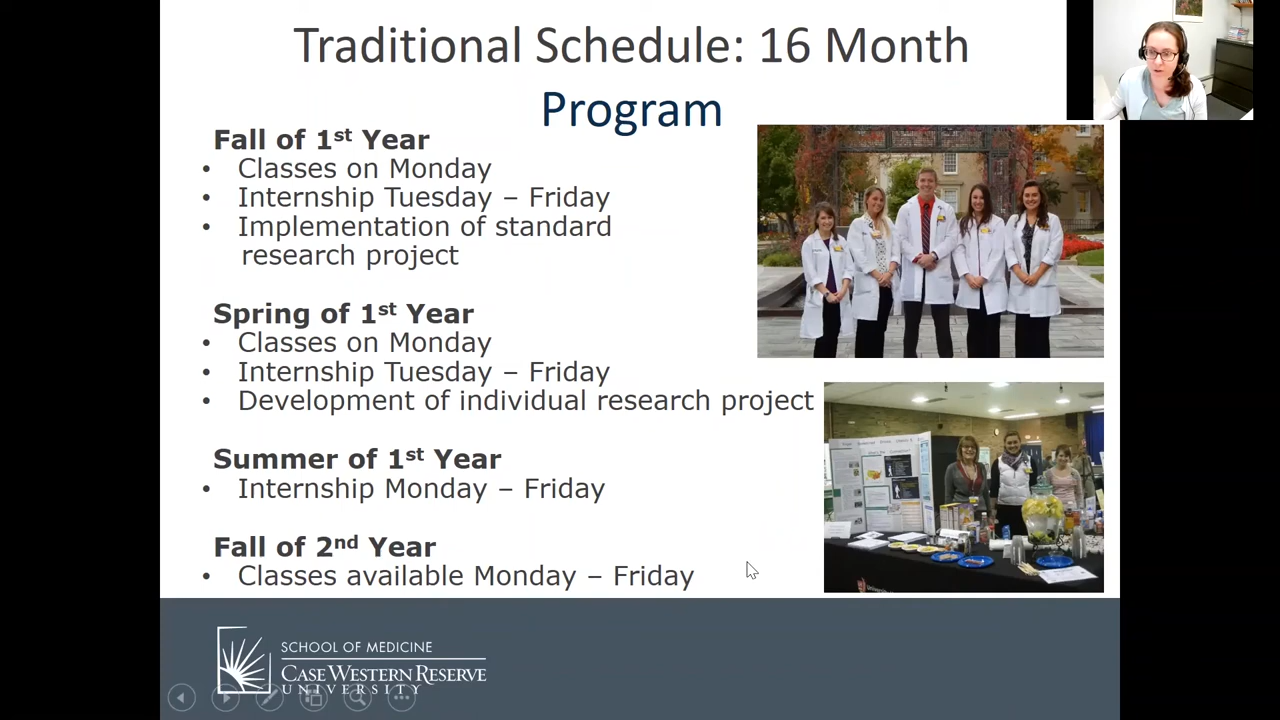 Traditional Schedule: 16 Month
Program
Fall of 1st Year
• Classes on Monday
• Internship Tuesday – Friday
• Implementation of standard
research project
Spring of 1st Year
• Classes on Monday
• Internship Tuesday – Friday
• Development of individual research project
Summer of 1st Year
• Internship Monday – Friday
Fall of 2nd Year
• Classes available Monday – Friday
SCHOOL OF MEDICINE
CASE WESTERN RESERVE
UNIVERSITY